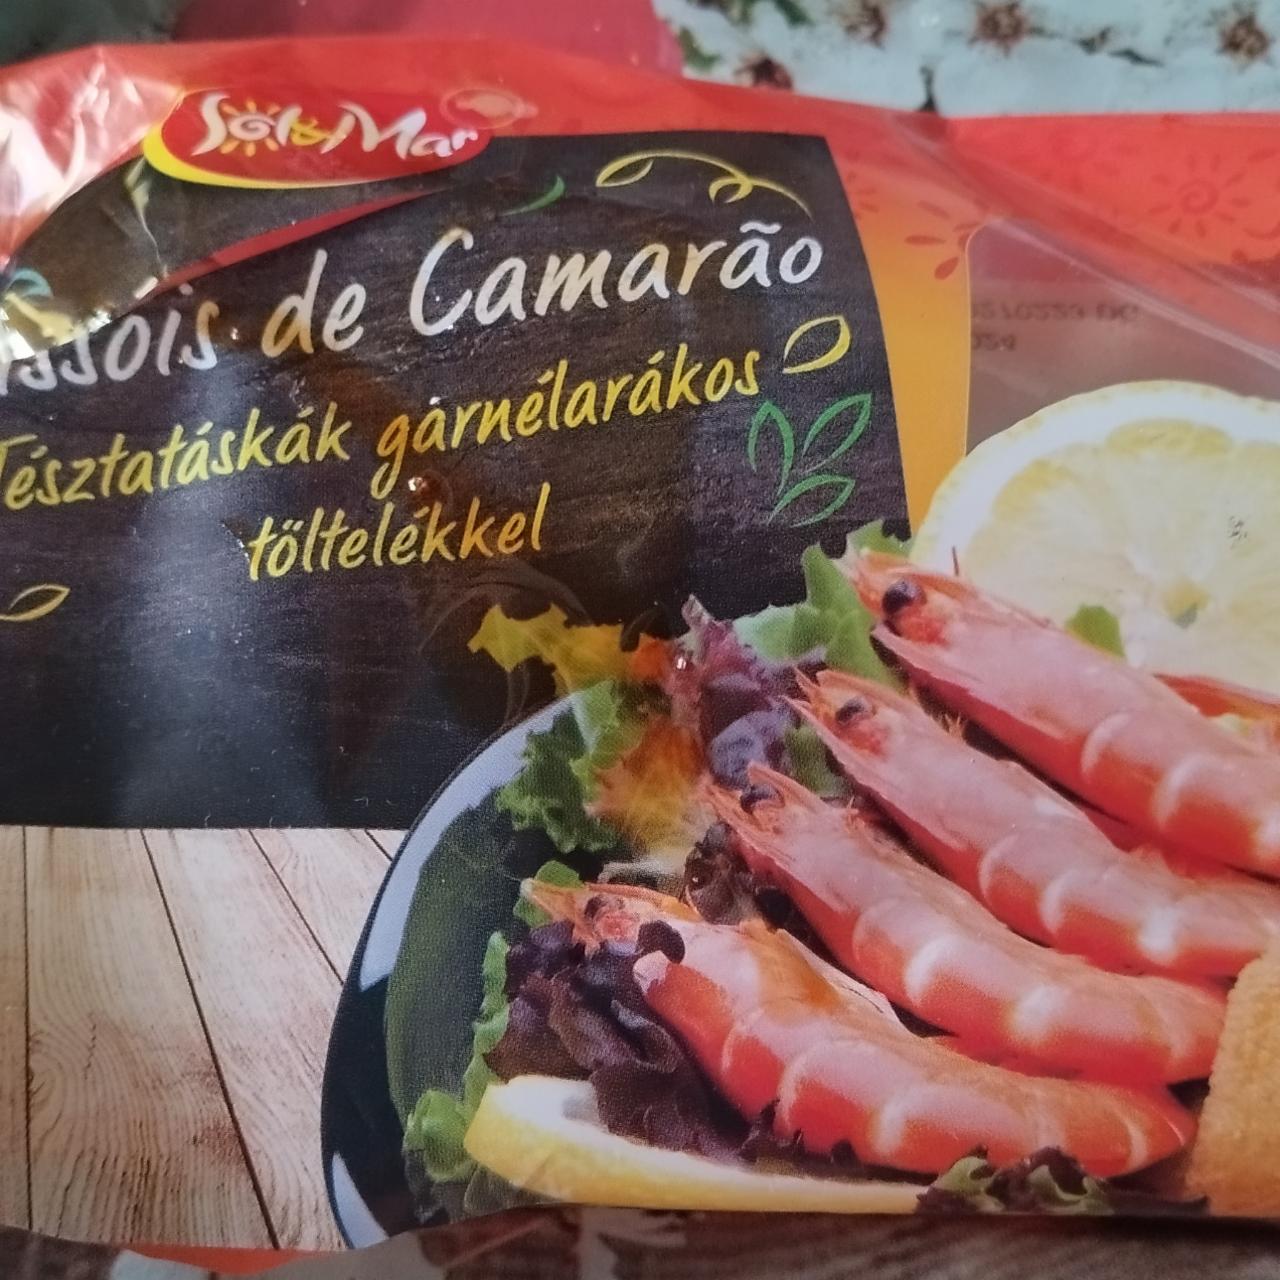 Sol&Mar
issois de Camarão
Tésztatáskák garnélarákos
töltelékkel